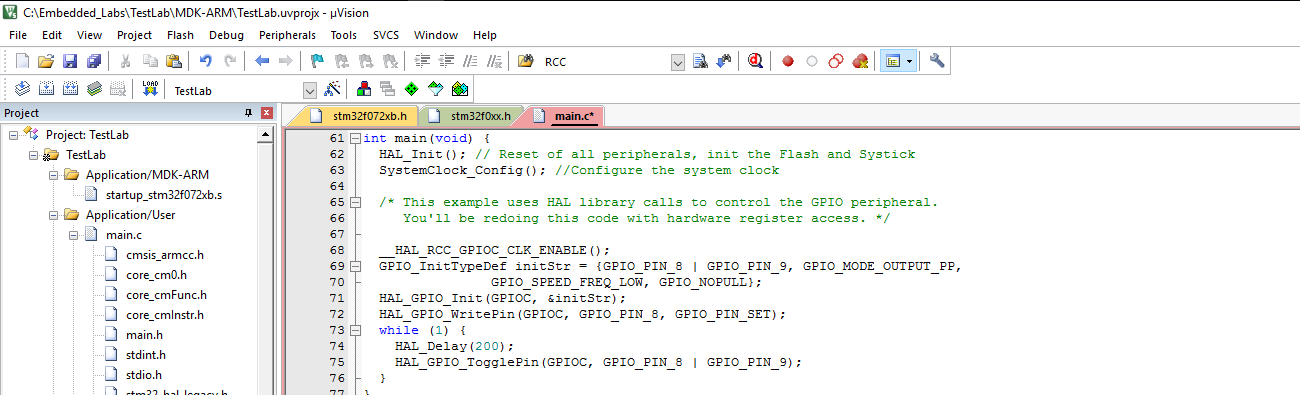 C:\Embedded_Labs\TestLab\MDK-ARM\TestLab.uvprojx - µVision
File Edit View Project Flash Debug Peripherals Tools SVCS Window Help
RCC
LOAD TestLab
Project
Project: TestLab
TestLab
Application/MDK-ARM
startup_stm32f072xb.s
Application/User
main.c
cmsis_armcc.h
core_cm0.h
core_cmFunc.h
core_cmInstr.h
main.h
stdint.h
stdio.h
stm32_hal_legacy.h
stm32f072xb.h stm32f0xx.h main.c*
61 int main(void) {
62 HAL_Init(); // Reset of all peripherals, init the Flash and Systick
63 SystemClock_Config(); //Configure the system clock
64
65 /* This example uses HAL library calls to control the GPIO peripheral.
66 You'll be redoing this code with hardware register access. */
67
68 __HAL_RCC_GPIOC_CLK_ENABLE();
69 GPIO_InitTypeDef initStr = {GPIO_PIN_8 | GPIO_PIN_9, GPIO_MODE_OUTPUT_PP,
70 GPIO_SPEED_FREQ_LOW, GPIO_NOPULL};
71 HAL_GPIO_Init(GPIOC, &initStr);
72 HAL_GPIO_WritePin(GPIOC, GPIO_PIN_8, GPIO_PIN_SET);
73 while (1) {
74 HAL_Delay(200);
75 HAL_GPIO_TogglePin(GPIOC, GPIO_PIN_8 | GPIO_PIN_9);
76 }
77 }